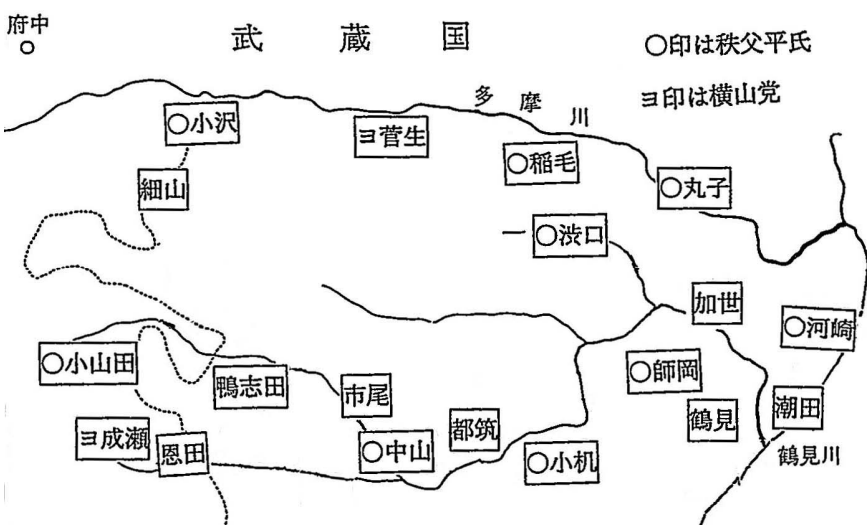 府中
武蔵国
○印は秩父平氏
ヨ印は横山党
多摩川
○小沢
ヨ菅生
○稲毛
○丸子
細山
○渋口
加世
○河崎
○小山田
鴨志田
市尾
○師岡
鶴見
潮田
ヨ成瀬
恩田
○中山
都筑
○小机
鶴見川